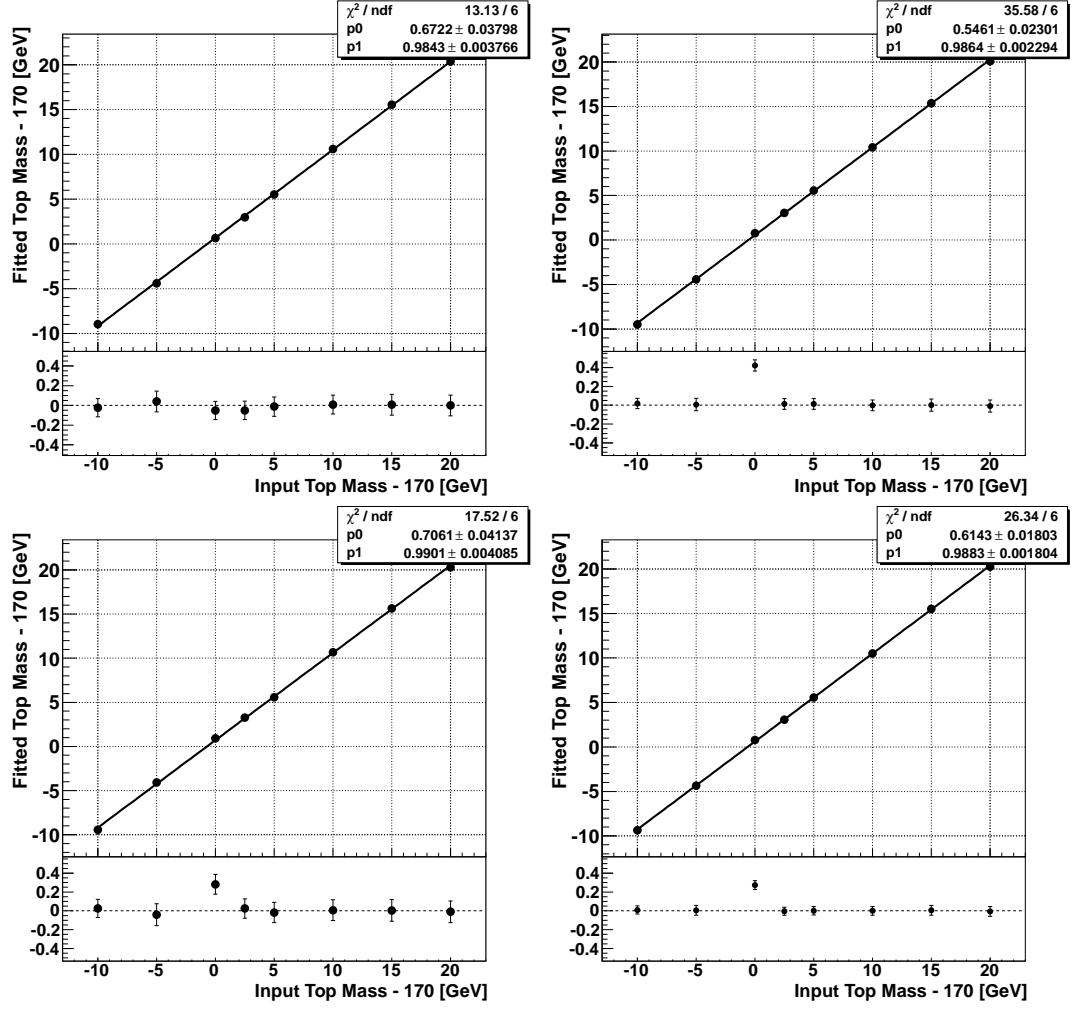 χ² / ndf 13.13 / 6
p0 0.6722 ± 0.03798
p1 0.9843 ± 0.003766
Fitted Top Mass - 170 [GeV]
20
15
10
5
0
-5
-10
0.4
0.2
0
-0.2
-0.4
-10 -5 0 5 10 15 20
Input Top Mass - 170 [GeV]
χ² / ndf 35.58 / 6
p0 0.5461 ± 0.02301
p1 0.9864 ± 0.002294
Fitted Top Mass - 170 [GeV]
20
15
10
5
0
-5
-10
0.4
0.2
0
-0.2
-0.4
-10 -5 0 5 10 15 20
Input Top Mass - 170 [GeV]
χ² / ndf 17.52 / 6
p0 0.7061 ± 0.04137
p1 0.9901 ± 0.004085
Fitted Top Mass - 170 [GeV]
20
15
10
5
0
-5
-10
0.4
0.2
0
-0.2
-0.4
-10 -5 0 5 10 15 20
Input Top Mass - 170 [GeV]
χ² / ndf 26.34 / 6
p0 0.6143 ± 0.01803
p1 0.9883 ± 0.001804
Fitted Top Mass - 170 [GeV]
20
15
10
5
0
-5
-10
0.4
0.2
0
-0.2
-0.4
-10 -5 0 5 10 15 20
Input Top Mass - 170 [GeV]